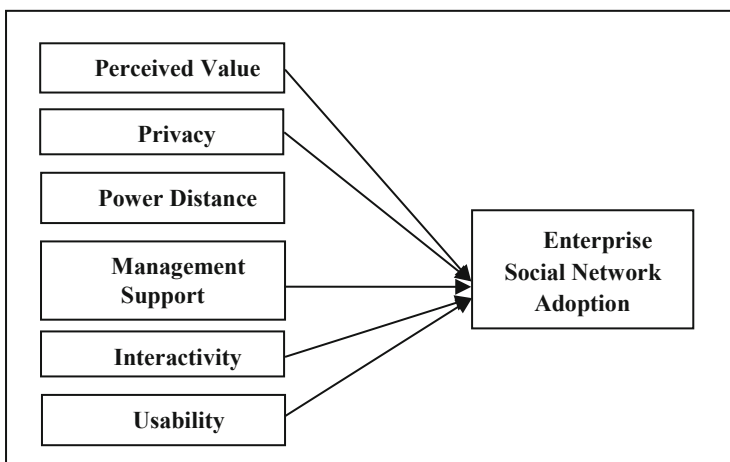 Perceived Value
Privacy
Power Distance
Management
Support
Interactivity
Usability
Enterprise
Social Network
Adoption